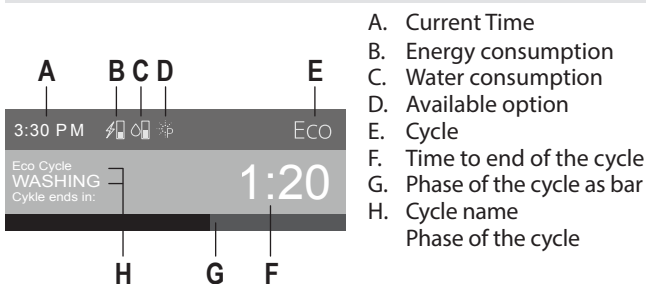 A B C D E
3:30 PM Eco
Eco Cycle
WASHING
Cykle ends in:
1:20
H G F
A. Current Time
B. Energy consumption
C. Water consumption
D. Available option
E. Cycle
F. Time to end of the cycle
G. Phase of the cycle as bar
H. Cycle name
Phase of the cycle